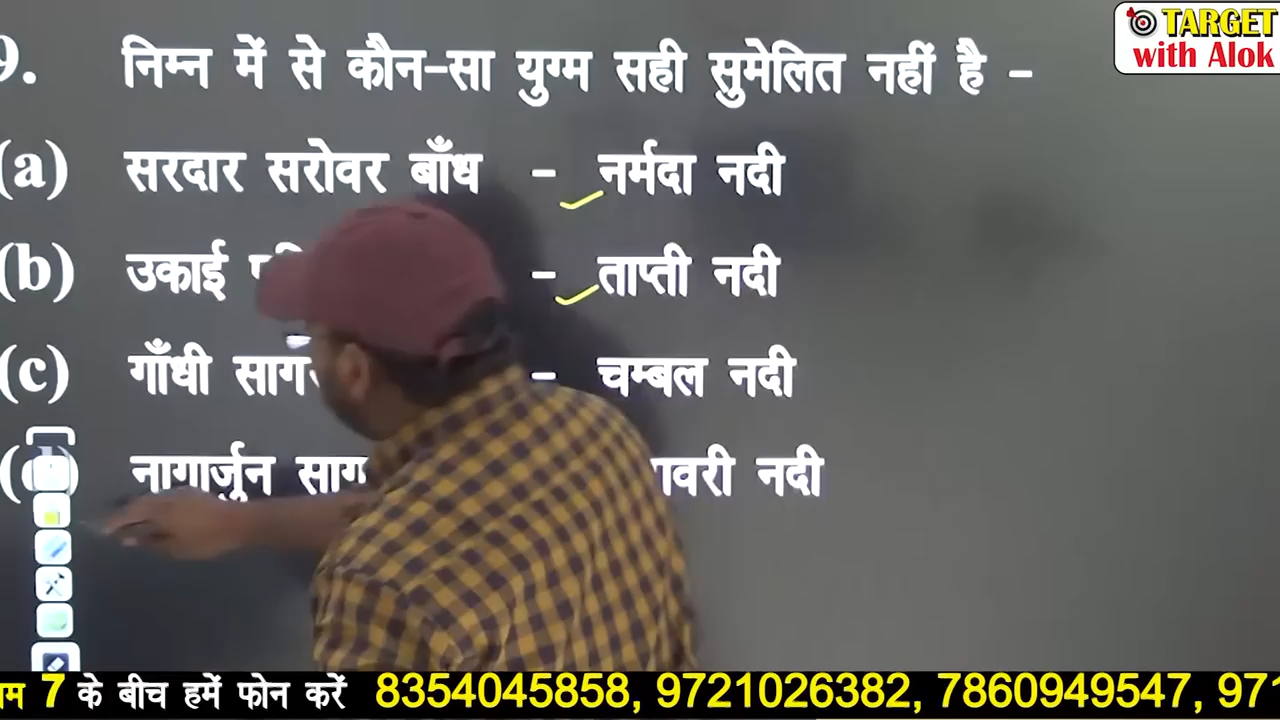 TARGET
with Alok
9. निम्न में से कौन-सा युग्म सही सुमेलित नहीं है -
(a) सरदार सरोवर बाँध - नर्मदा नदी
(b) उकाई - ताप्ती नदी
(c) गाँधी - चम्बल नदी
नागार्जुन नदी
7 के बीच हमें फोन करें 8354045858, 9721026382, 7860949547,